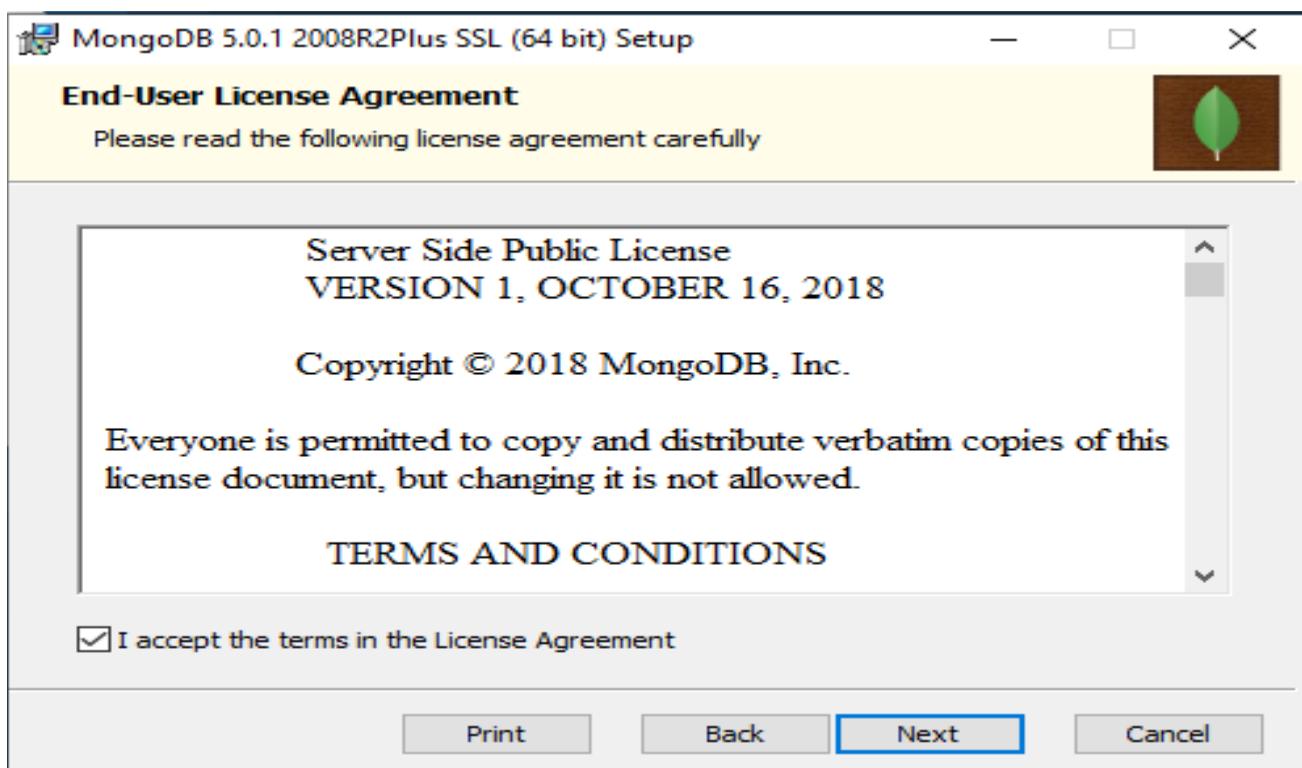 MongoDB 5.0.1 2008R2Plus SSL (64 bit) Setup
End-User License Agreement
Please read the following license agreement carefully
Server Side Public License
VERSION 1, OCTOBER 16, 2018
Copyright © 2018 MongoDB, Inc.
Everyone is permitted to copy and distribute verbatim copies of this
license document, but changing it is not allowed.
TERMS AND CONDITIONS
I accept the terms in the License Agreement
Print Back Next Cancel